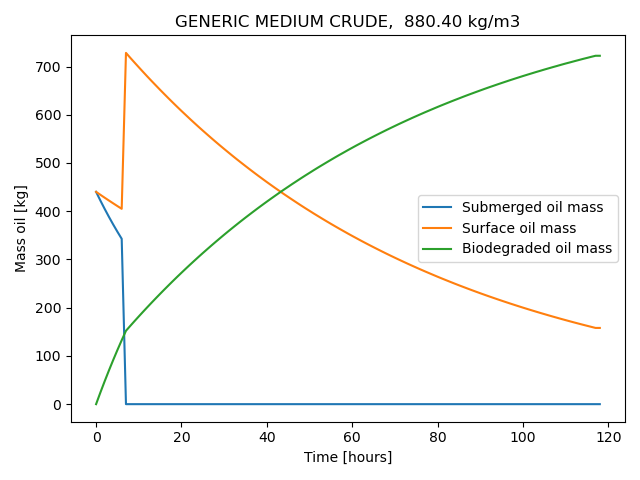 GENERIC MEDIUM CRUDE,  880.40 kg/m3
Mass oil [kg]
700
600
500
400
300
200
100
0
Submerged oil mass
Surface oil mass
Biodegraded oil mass
0 20 40 60 80 100 120
Time [hours]